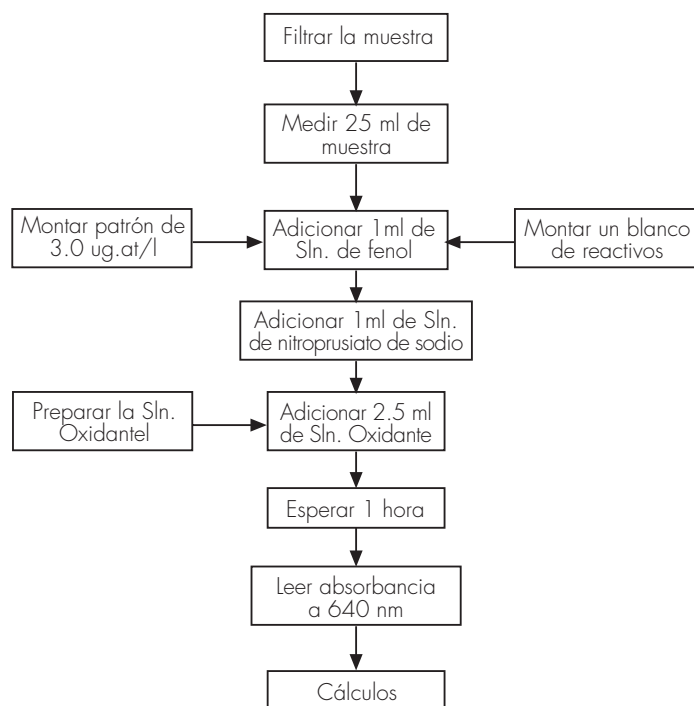 Filtrar la muestra
Medir 25 ml de
muestra
Montar patrón de
3.0 ug.at/l
Adicionar 1ml de
Sln. de fenol
Montar un blanco
de reactivos
Adicionar 1ml de Sln.
de nitroprusiato de sodio
Preparar la Sln.
Oxidantel
Adicionar 2.5 ml
de Sln. Oxidante
Esperar 1 hora
Leer absorbancia
a 640 nm
Cálculos